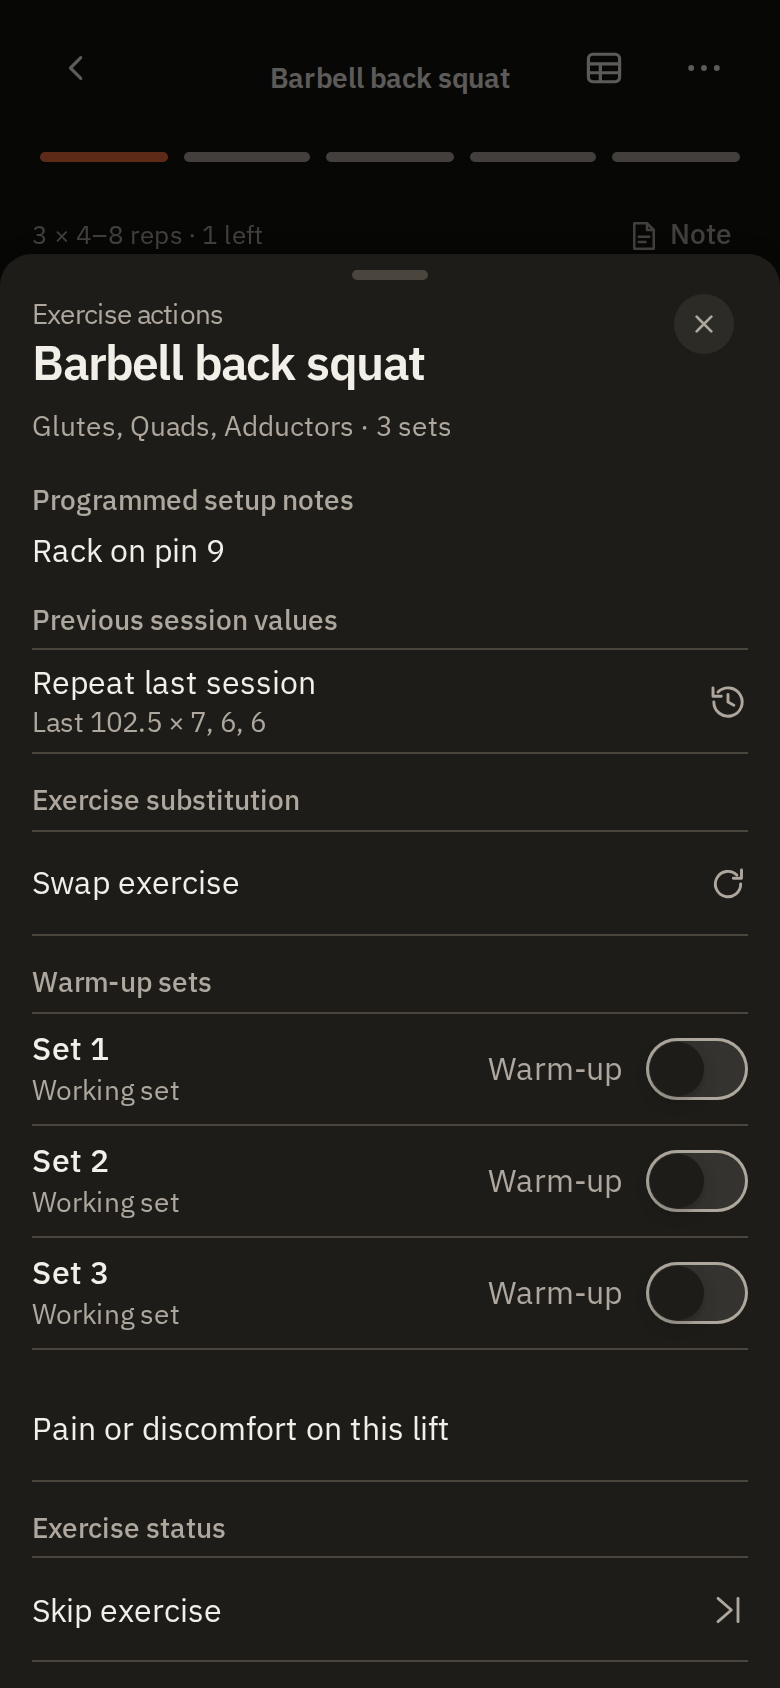 Barbell back squat
3 × 4–8 reps · 1 left
Note
Exercise actions
Barbell back squat
Glutes, Quads, Adductors · 3 sets
Programmed setup notes
Rack on pin 9
Previous session values
Repeat last session
Last 102.5 × 7, 6, 6
Exercise substitution
Swap exercise
Warm-up sets
Set 1
Working set
Warm-up
Set 2
Working set
Warm-up
Set 3
Working set
Warm-up
Pain or discomfort on this lift
Exercise status
Skip exercise